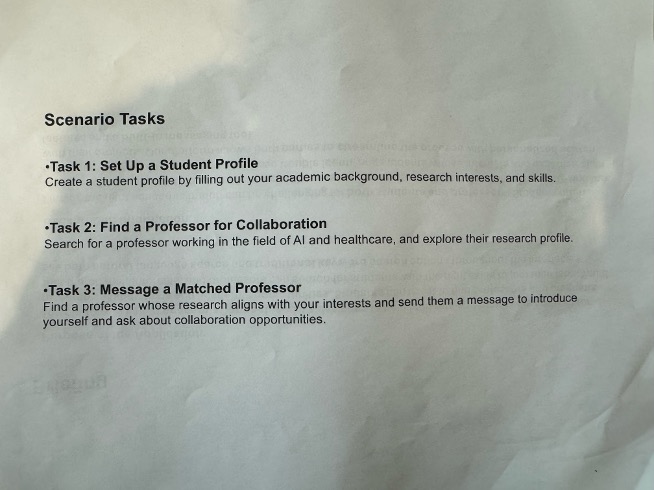 Scenario Tasks
•Task 1: Set Up a Student Profile
Create a student profile by filling out your academic background, research interests, and skills.
•Task 2: Find a Professor for Collaboration
Search for a professor working in the field of AI and healthcare, and explore their research profile.
•Task 3: Message a Matched Professor
Find a professor whose research aligns with your interests and send them a message to introduce
yourself and ask about collaboration opportunities.